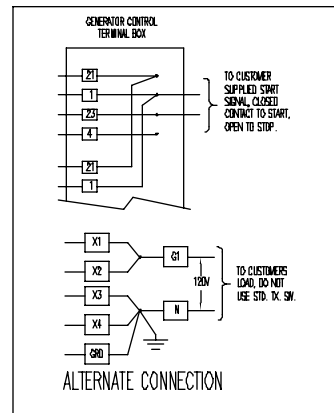 GENERATOR CONTROL
TERMINAL BOX
21
1
23
4
21
1
TO CUSTOMER
SUPPLIED START
SIGNAL, CLOSED
CONTACT TO START,
OPEN TO STOP.
X1
X2
X3
X4
GRD
G1
120V
N
TO CUSTOMERS
LOAD, DO NOT
USE STD. TX. SW.
ALTERNATE CONNECTION